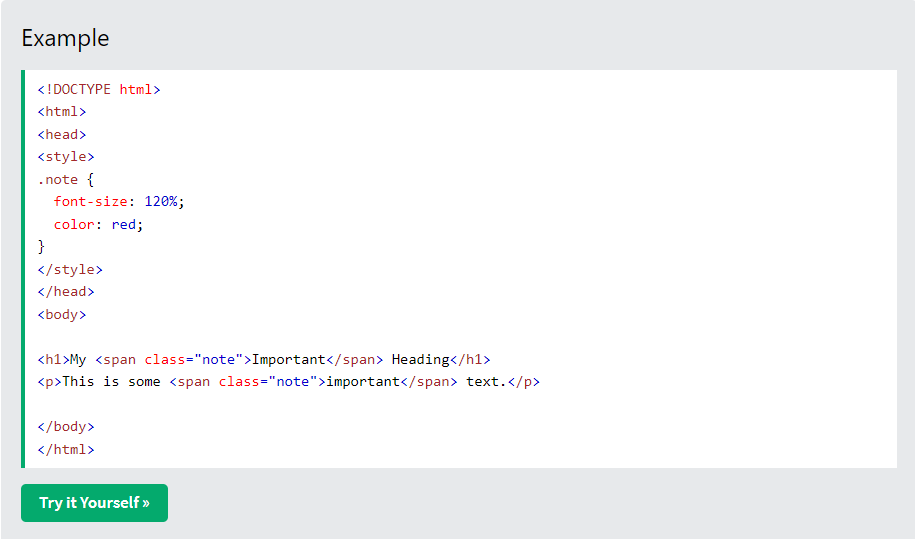 Example
<!DOCTYPE html>
<html>
<head>
<style>
.note {
  font-size: 120%;
  color: red;
}
</style>
</head>
<body>

<h1>My <span class="note">Important</span> Heading</h1>
<p>This is some <span class="note">important</span> text.</p>

</body>
</html>
Try it Yourself »